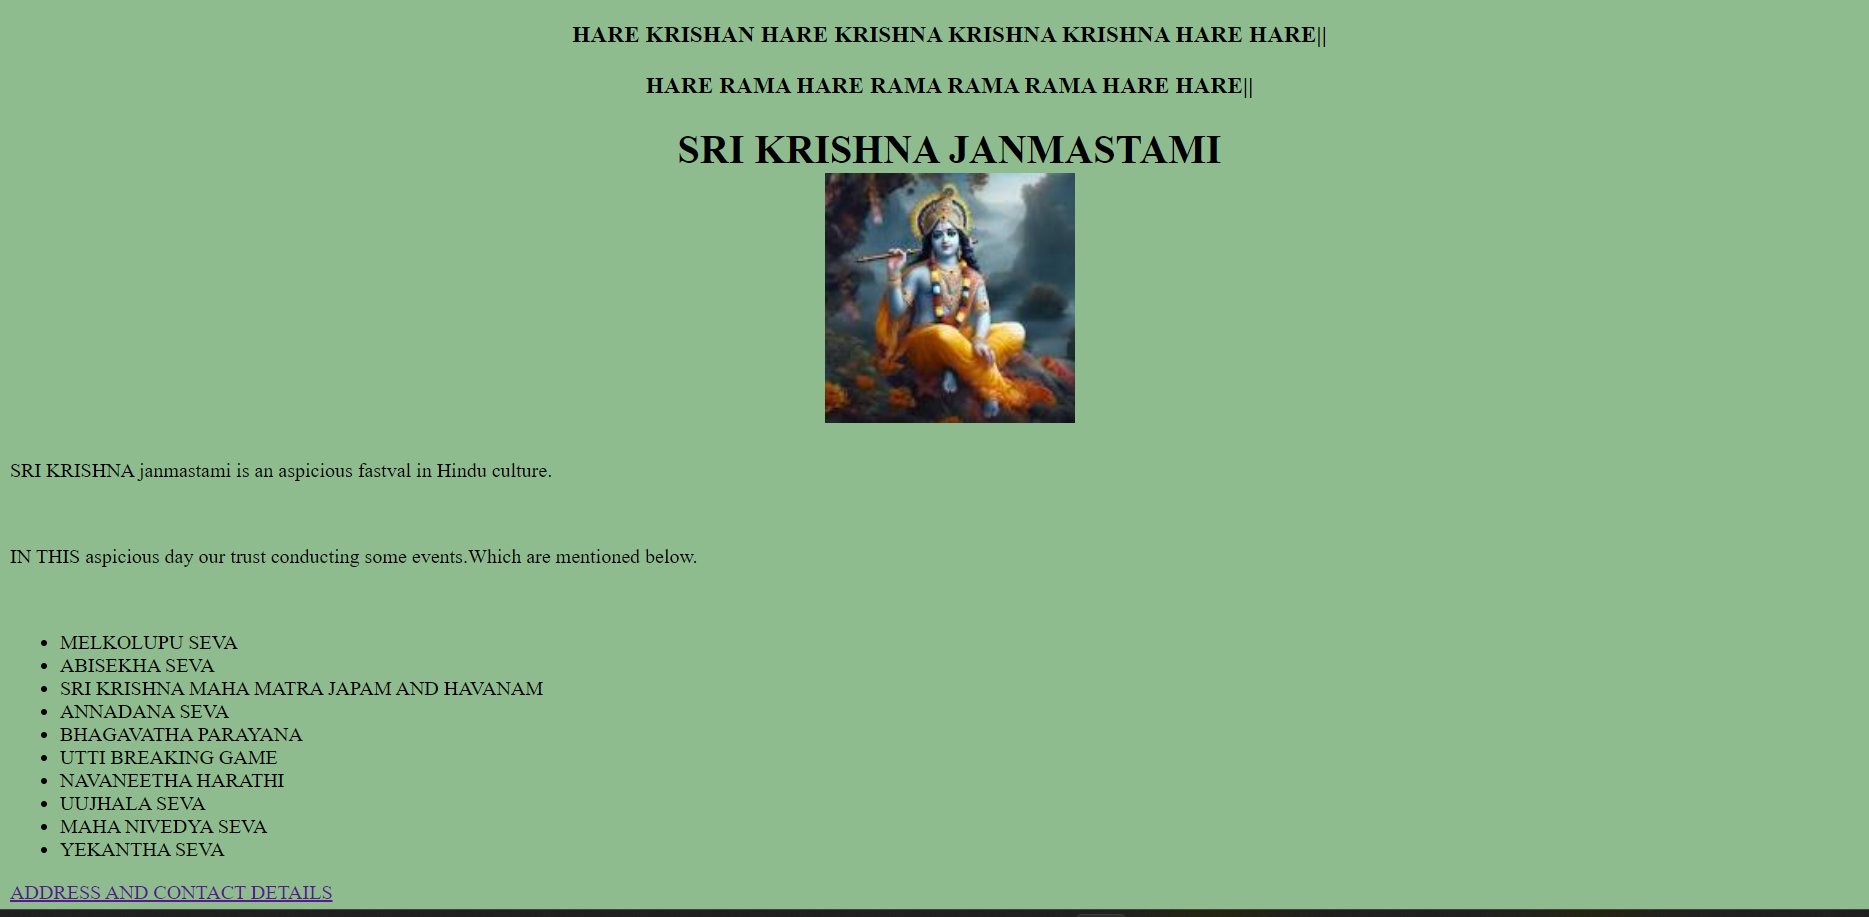 HARE KRISHAN HARE KRISHNA KRISHNA KRISHNA HARE HARE||
HARE RAMA HARE RAMA RAMA RAMA HARE HARE||
SRI KRISHNA JANMASTAMI
SRI KRISHNA janmastami is an aspicious fastval in Hindu culture.
IN THIS aspicious day our trust conducting some events.Which are mentioned below.
• MELKOLUPU SEVA
• ABISEKHA SEVA
• SRI KRISHNA MAHA MATRA JAPAM AND HAVANAM
• ANNADANA SEVA
• BHAGAVATHA PARAYANA
• UTTI BREAKING GAME
• NAVANEETHA HARATHI
• UUJHALA SEVA
• MAHA NIVEDYA SEVA
• YEKANTHA SEVA
ADDRESS AND CONTACT DETAILS